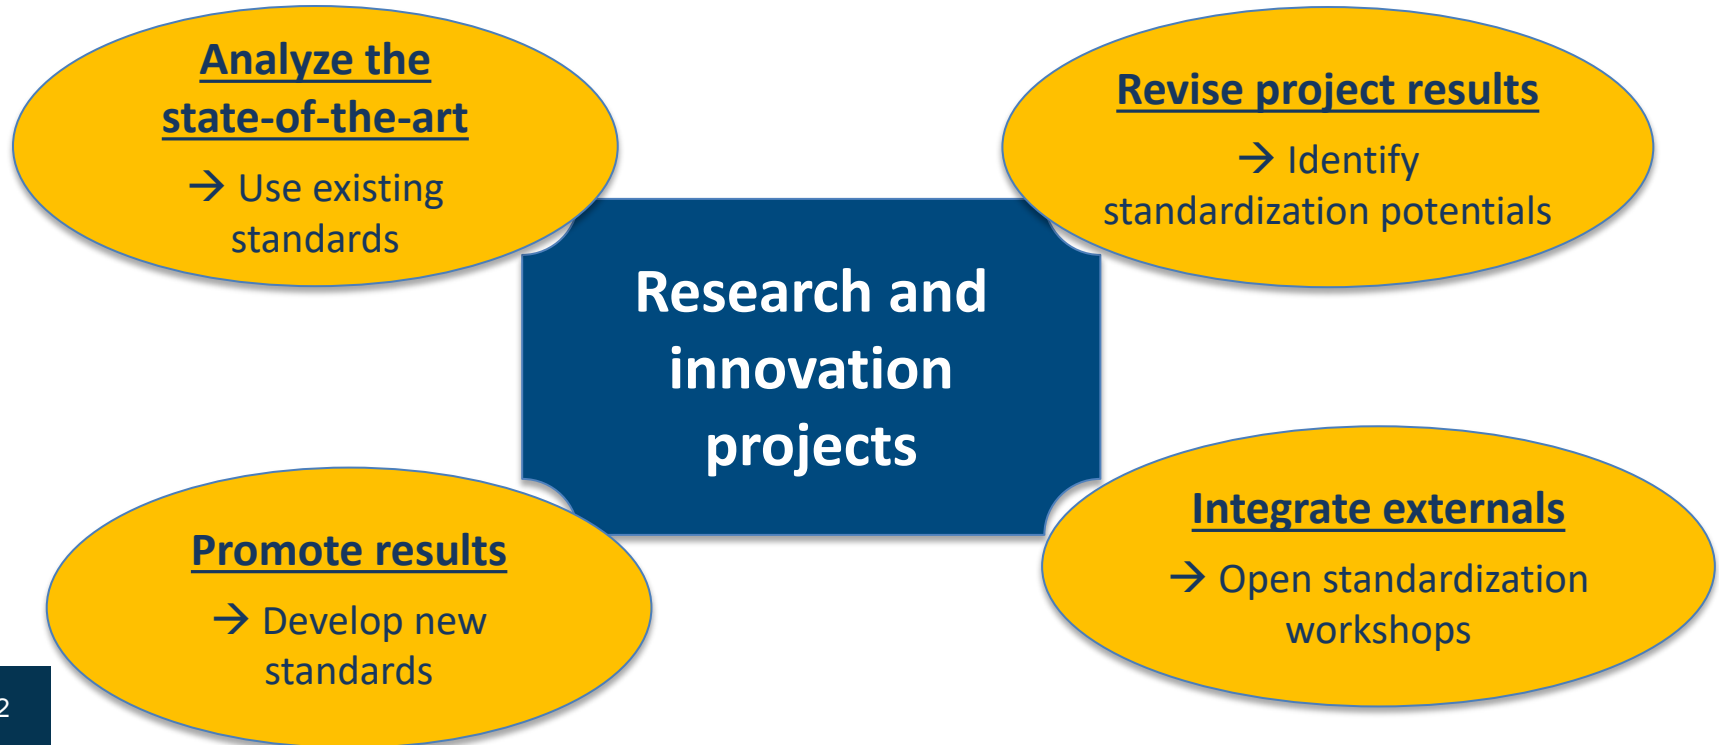 Analyze the
state-of-the-art
→ Use existing
standards
Revise project results
→ Identify
standardization potentials
Research and
innovation
projects
Promote results
→ Develop new
standards
Integrate externals
→ Open standardization
workshops
2